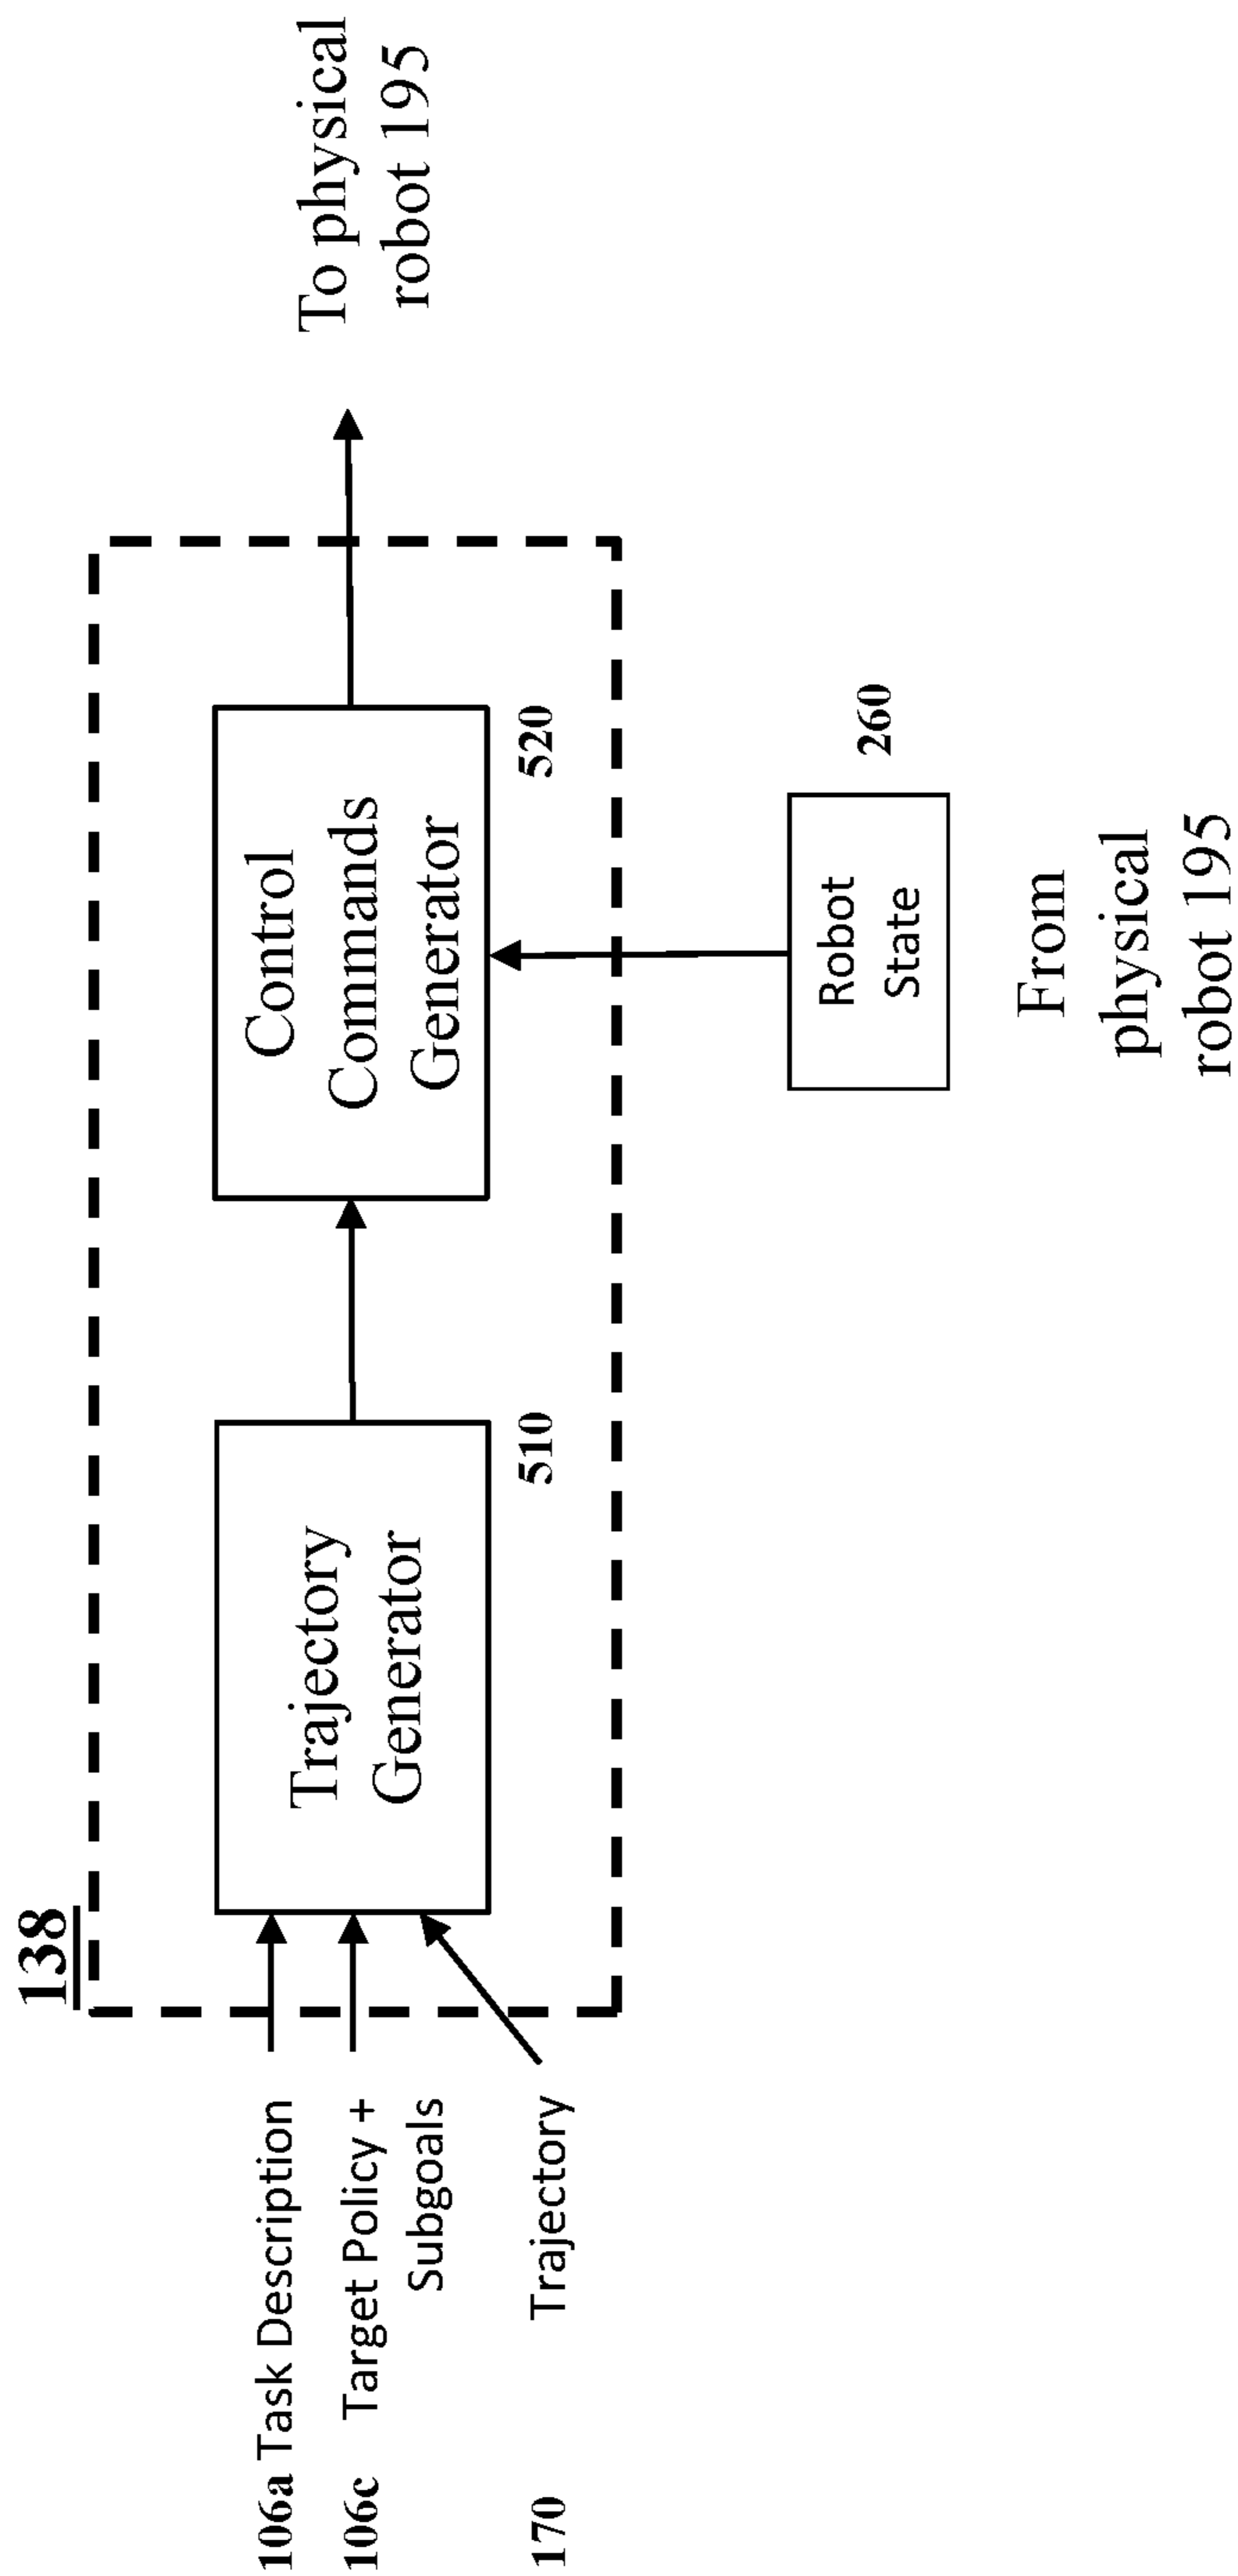 138
106a Task Description
106c Target Policy +
Subgoals
170 Trajectory
Trajectory
Generator
510
Control
Commands
Generator
520
To physical
robot 195
Robot
State
260
From
physical
robot 195